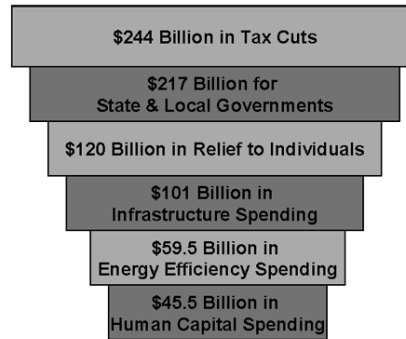 $244 Billion in Tax Cuts
$217 Billion for
State & Local Governments
$120 Billion in Relief to Individuals
$101 Billion in
Infrastructure Spending
$59.5 Billion in
Energy Efficiency Spending
$45.5 Billion in
Human Capital Spending